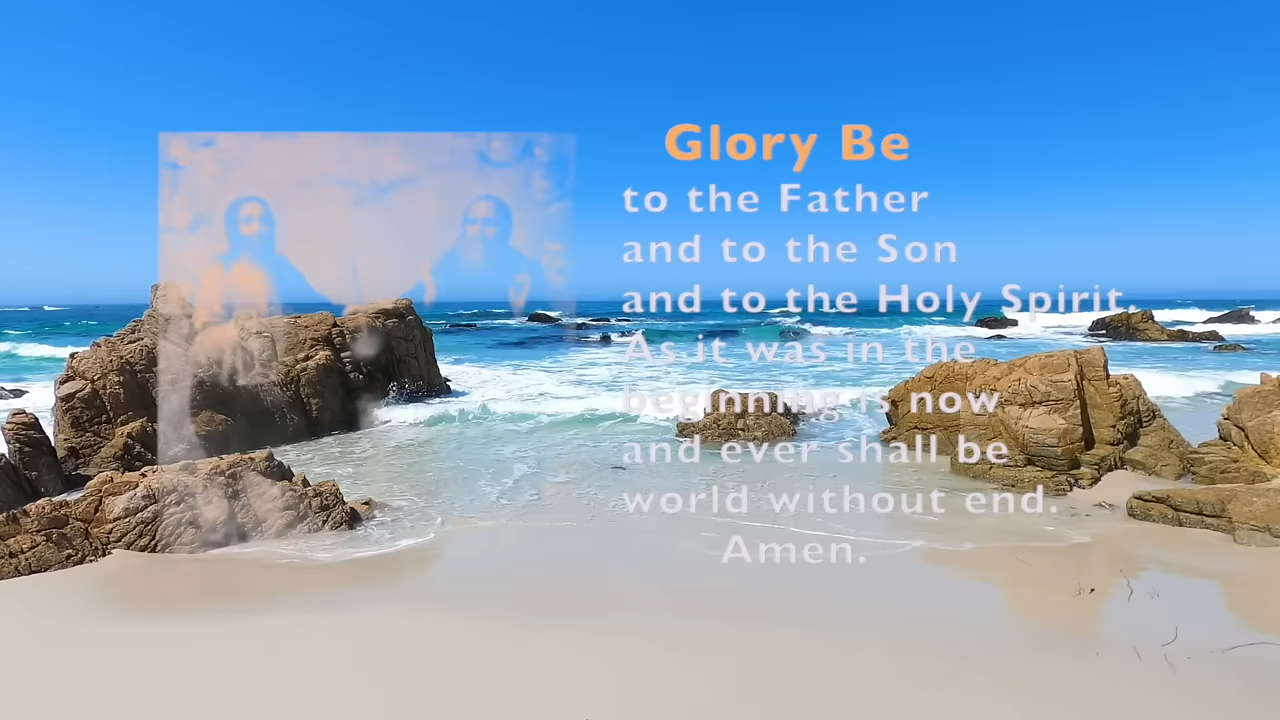 Glory Be
to the Father
and to the Son
and to the Holy Spirit.
As it was in the
beginning is now
and ever shall be
world without end.
Amen.